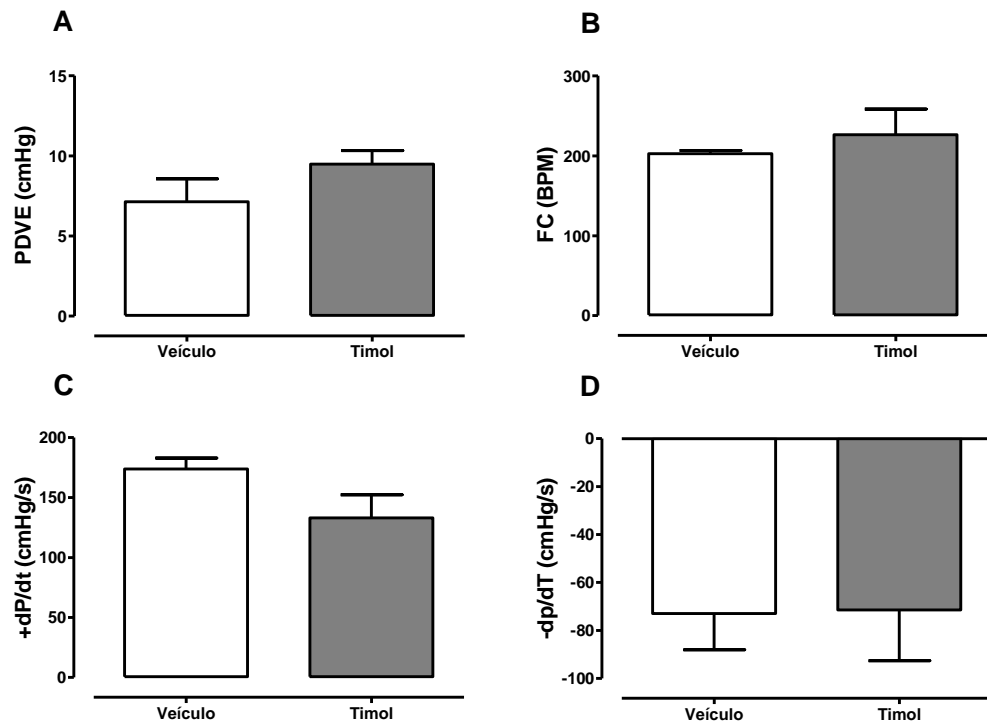 A
PDVE (cmHg)
15
10
5
0
Veículo
Timol
B
FC (BPM)
300
200
100
0
Veículo
Timol
C
+dP/dt (cmHg/s)
200
150
100
50
0
Veículo
Timol
D
-dp/dT (cmHg/s)
0
-20
-40
-60
-80
-100
Veículo
Timol